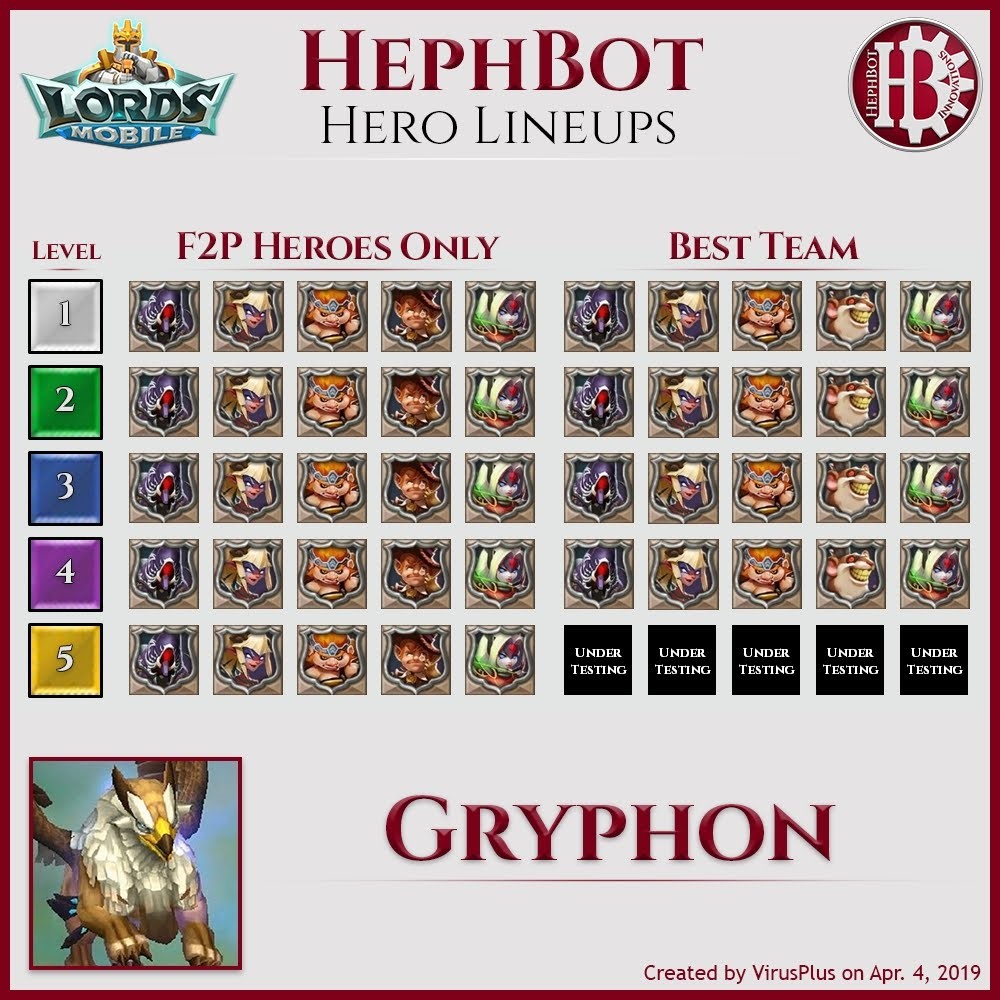 LORDS
MOBILE
HephBot
Hero Lineups
HephBot
Innovations
HB
Level
F2P Heroes Only
Best Team
1
2
3
4
5
Under Testing
Under Testing
Under Testing
Under Testing
Under Testing
Gryphon
Created by VirusPlus on Apr. 4, 2019